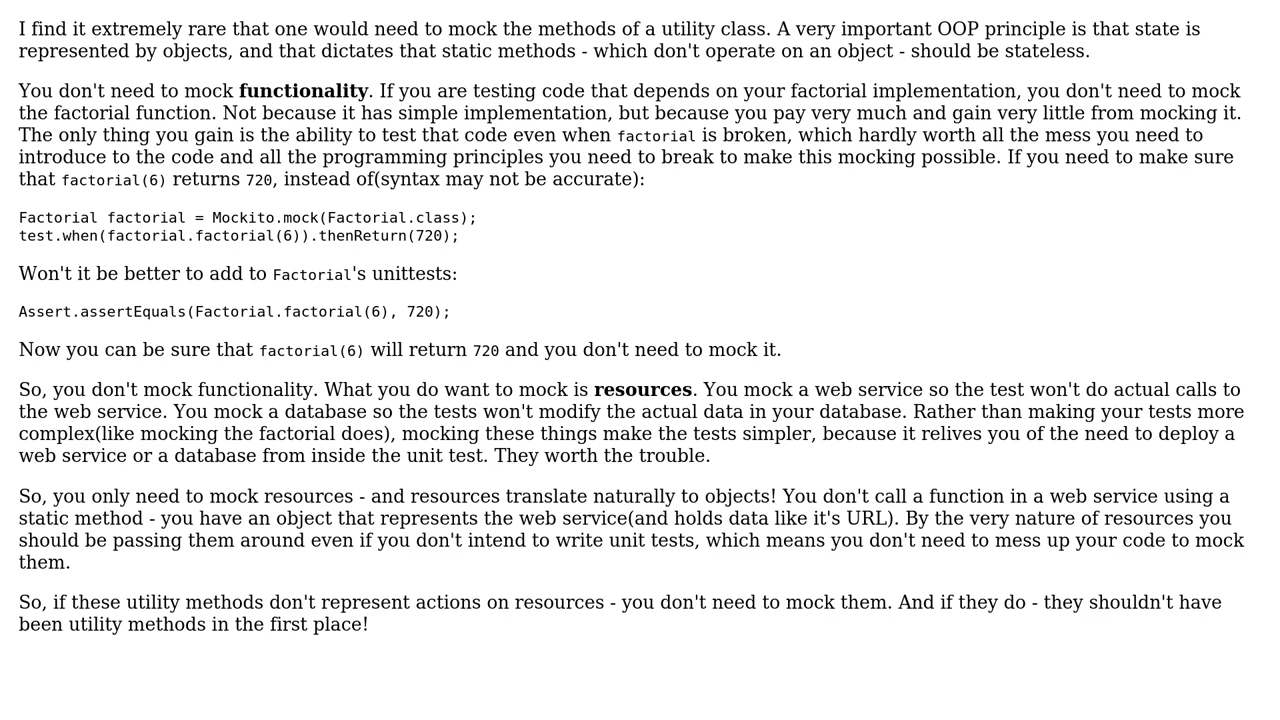 I find it extremely rare that one would need to mock the methods of a utility class. A very important OOP principle is that state is
represented by objects, and that dictates that static methods - which don't operate on an object - should be stateless.
You don't need to mock functionality. If you are testing code that depends on your factorial implementation, you don't need to mock
the factorial function. Not because it has simple implementation, but because you pay very much and gain very little from mocking it.
The only thing you gain is the ability to test that code even when factorial is broken, which hardly worth all the mess you need to
introduce to the code and all the programming principles you need to break to make this mocking possible. If you need to make sure
that factorial(6) returns 720, instead of(syntax may not be accurate):
Factorial factorial = Mockito.mock(Factorial.class);
test.when(factorial.factorial(6)).thenReturn(720);
Won't it be better to add to Factorial's unittests:
Assert.assertEquals(Factorial.factorial(6), 720);
Now you can be sure that factorial(6) will return 720 and you don't need to mock it.
So, you don't mock functionality. What you do want to mock is resources. You mock a web service so the test won't do actual calls to
the web service. You mock a database so the tests won't modify the actual data in your database. Rather than making your tests more
complex(like mocking the factorial does), mocking these things make the tests simpler, because it relives you of the need to deploy a
web service or a database from inside the unit test. They worth the trouble.
So, you only need to mock resources - and resources translate naturally to objects! You don't call a function in a web service using a
static method - you have an object that represents the web service(and holds data like it's URL). By the very nature of resources you
should be passing them around even if you don't intend to write unit tests, which means you don't need to mess up your code to mock
them.
So, if these utility methods don't represent actions on resources - you don't need to mock them. And if they do - they shouldn't have
been utility methods in the first place!